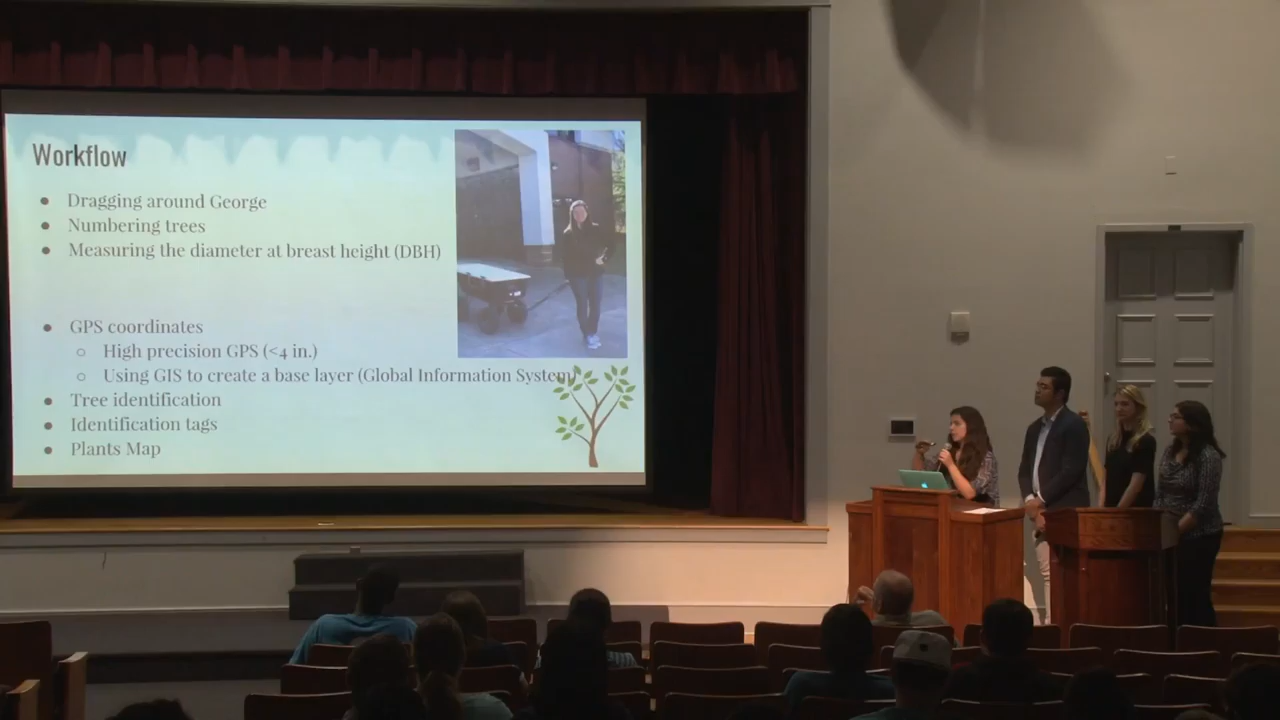 Workflow
● Dragging around George
● Numbering trees
● Measuring the diameter at breast height (DBH)
● GPS coordinates
○ High precision GPS (<4 in.)
○ Using GIS to create a base layer (Global Information System)
● Tree identification
● Identification tags
● Plants Map